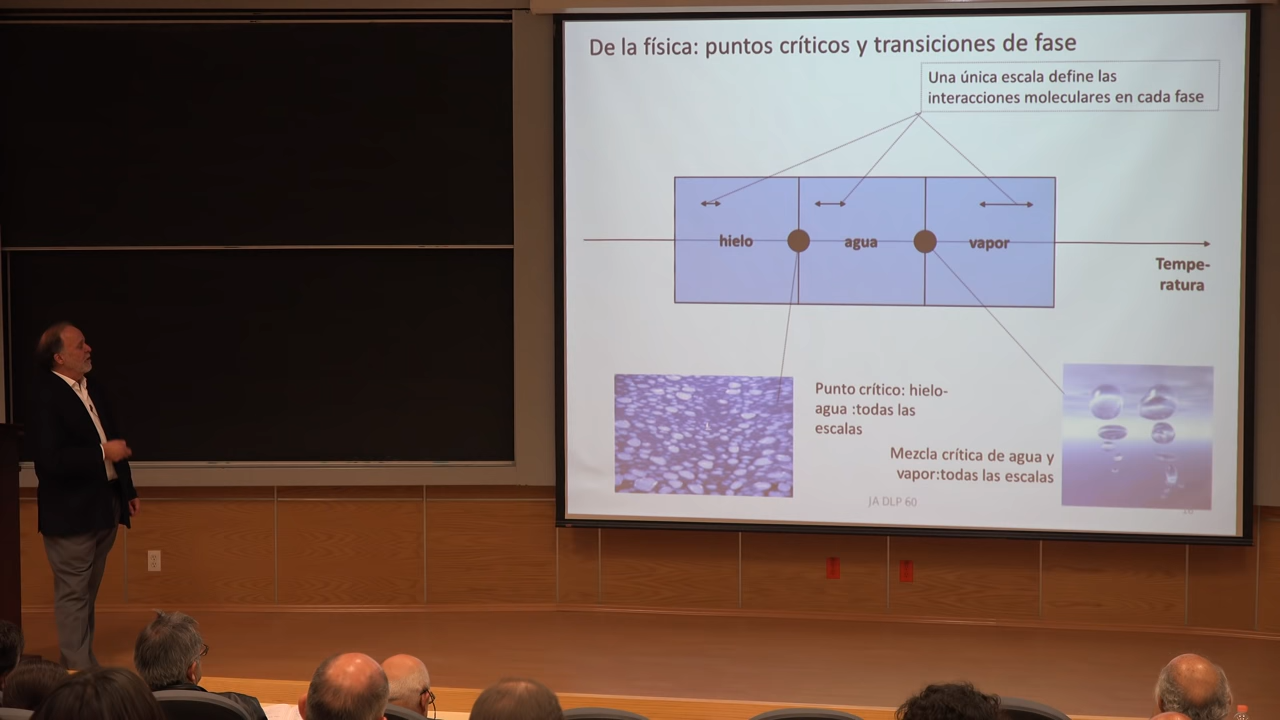 De la física: puntos críticos y transiciones de fase
Una única escala define las
interacciones moleculares en cada fase
hielo
agua
vapor
Tempe-
ratura
Punto crítico: hielo-
agua :todas las
escalas
Mezcla crítica de agua y
vapor:todas las escalas
JA DLP 60